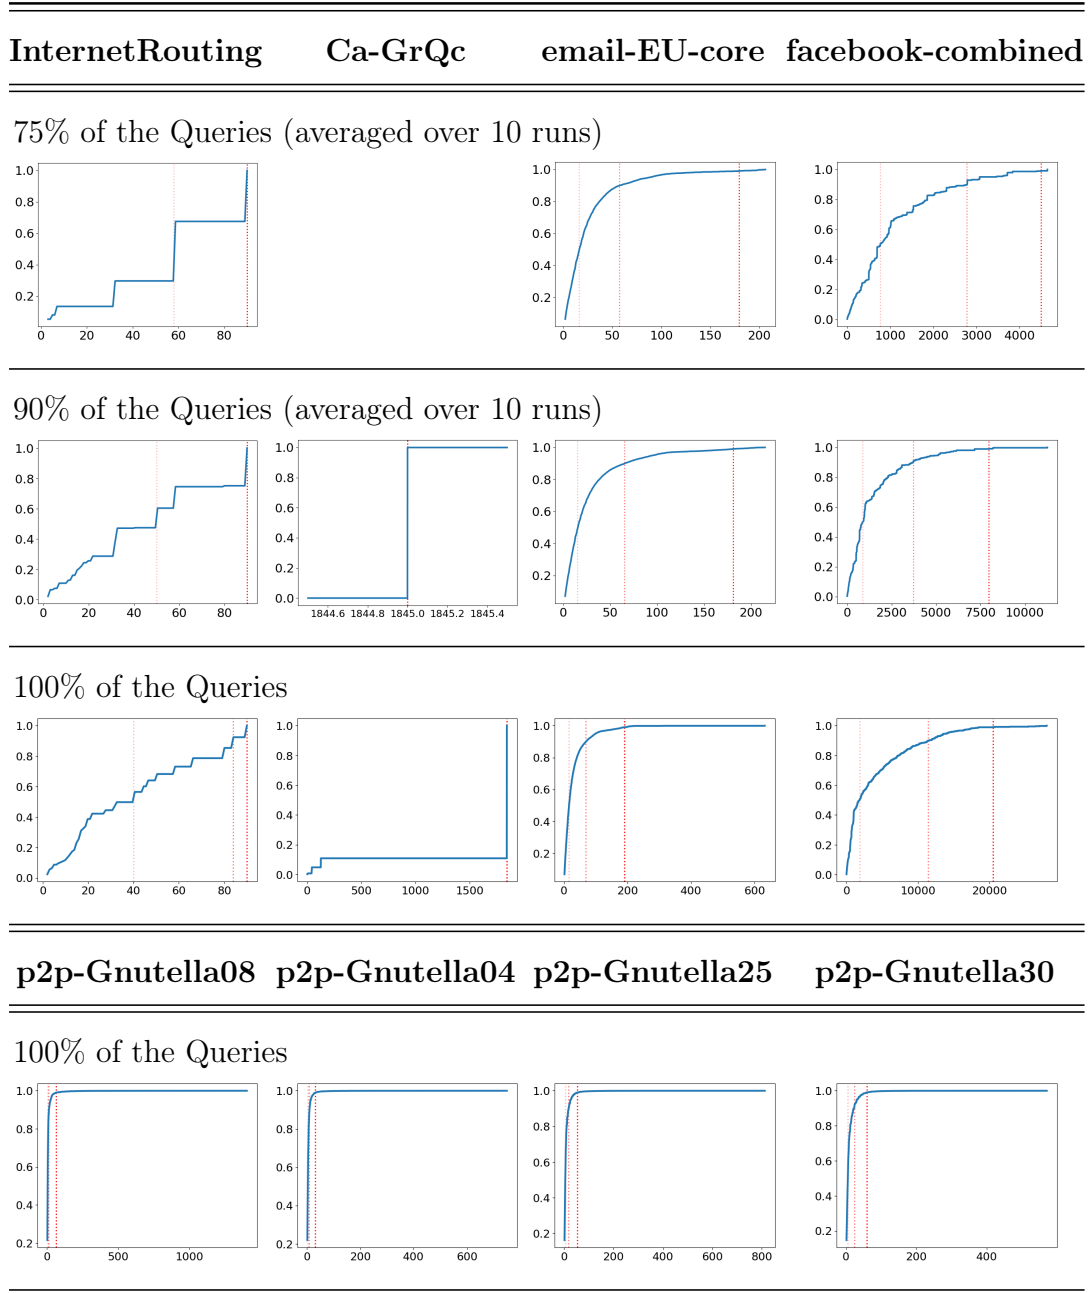 InternetRouting Ca-GrQc email-EU-core facebook-combined
75% of the Queries (averaged over 10 runs)
1.0 0.8 0.6 0.4 0.2
0 20 40 60 80
1.0 0.8 0.6 0.4 0.2
0 50 100 150 200
1.0 0.8 0.6 0.4 0.2 0.0
0 1000 2000 3000 4000
90% of the Queries (averaged over 10 runs)
1.0 0.8 0.6 0.4 0.2 0.0
0 20 40 60 80
1.0 0.8 0.6 0.4 0.2 0.0
1844.6 1844.8 1845.0 1845.2 1845.4
1.0 0.8 0.6 0.4 0.2
0 50 100 150 200
1.0 0.8 0.6 0.4 0.2 0.0
0 2500 5000 7500 10000
100% of the Queries
1.0 0.8 0.6 0.4 0.2 0.0
0 20 40 60 80
1.0 0.8 0.6 0.4 0.2 0.0
0 500 1000 1500
1.0 0.8 0.6 0.4 0.2
0 200 400 600
1.0 0.8 0.6 0.4 0.2 0.0
0 10000 20000
p2p-Gnutella08 p2p-Gnutella04 p2p-Gnutella25 p2p-Gnutella30
100% of the Queries
1.0 0.8 0.6 0.4 0.2
0 500 1000
1.0 0.8 0.6 0.4 0.2
0 200 400 600
1.0 0.8 0.6 0.4 0.2
0 200 400 600 800
1.0 0.8 0.6 0.4 0.2
0 200 400